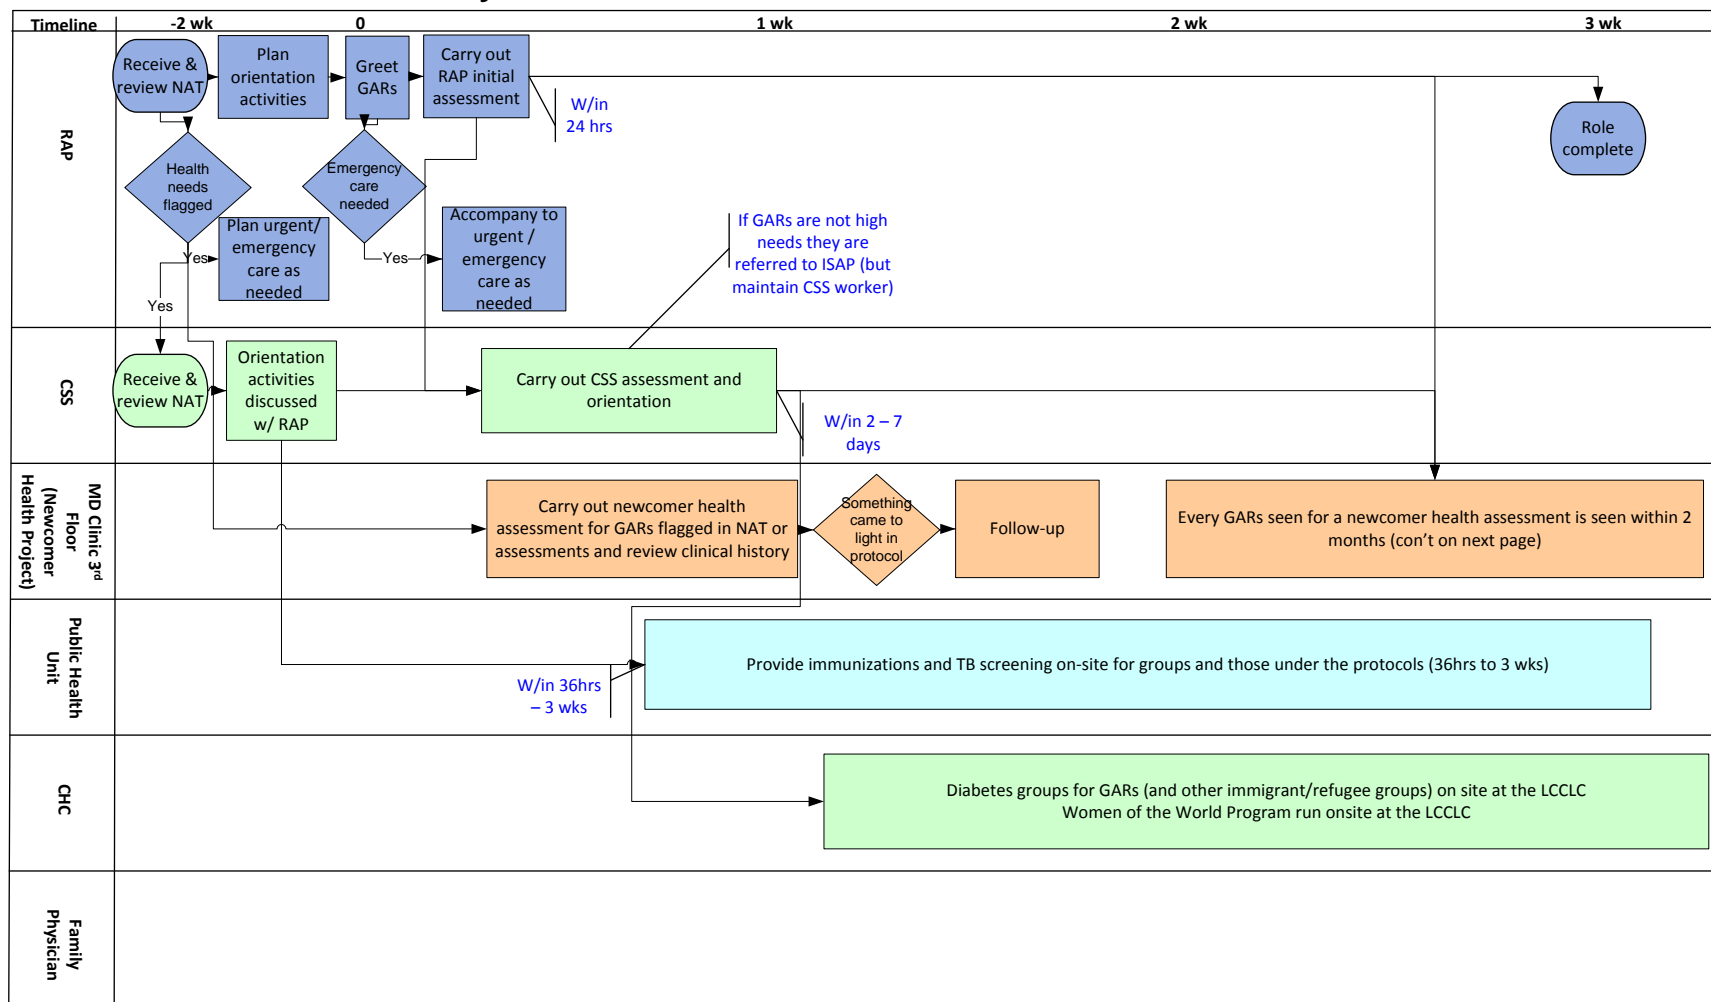 Timeline
-2 wk
0
1 wk
2 wk
3 wk
RAP
Receive &
review NAT
Plan
orientation
activities
Greet
GARs
Carry out
RAP initial
assessment
W/in
24 hrs
Role
complete
Health
needs
flagged
Emergency
care
needed
Yes
Plan urgent/
emergency
care as
needed
Yes
Accompany to
urgent /
emergency
care as
needed
If GARs are not high
needs they are
referred to ISAP (but
maintain CSS worker)
Yes
CSS
Receive &
review NAT
Orientation
activities
discussed
w/ RAP
Carry out CSS assessment and
orientation
W/in 2 – 7
days
MD Clinic 3rd
Floor
(Newcomer
Health Project)
Carry out newcomer health
assessment for GARs flagged in NAT or
assessments and review clinical history
Something
came to
light in
protocol
Follow-up
Every GARs seen for a newcomer health assessment is seen within 2
months (con’t on next page)
Public Health
Unit
W/in 36hrs
– 3 wks
Provide immunizations and TB screening on-site for groups and those under the protocols (36hrs to 3 wks)
CHC
Diabetes groups for GARs (and other immigrant/refugee groups) on site at the LCCLC
Women of the World Program run onsite at the LCCLC
Family
Physician